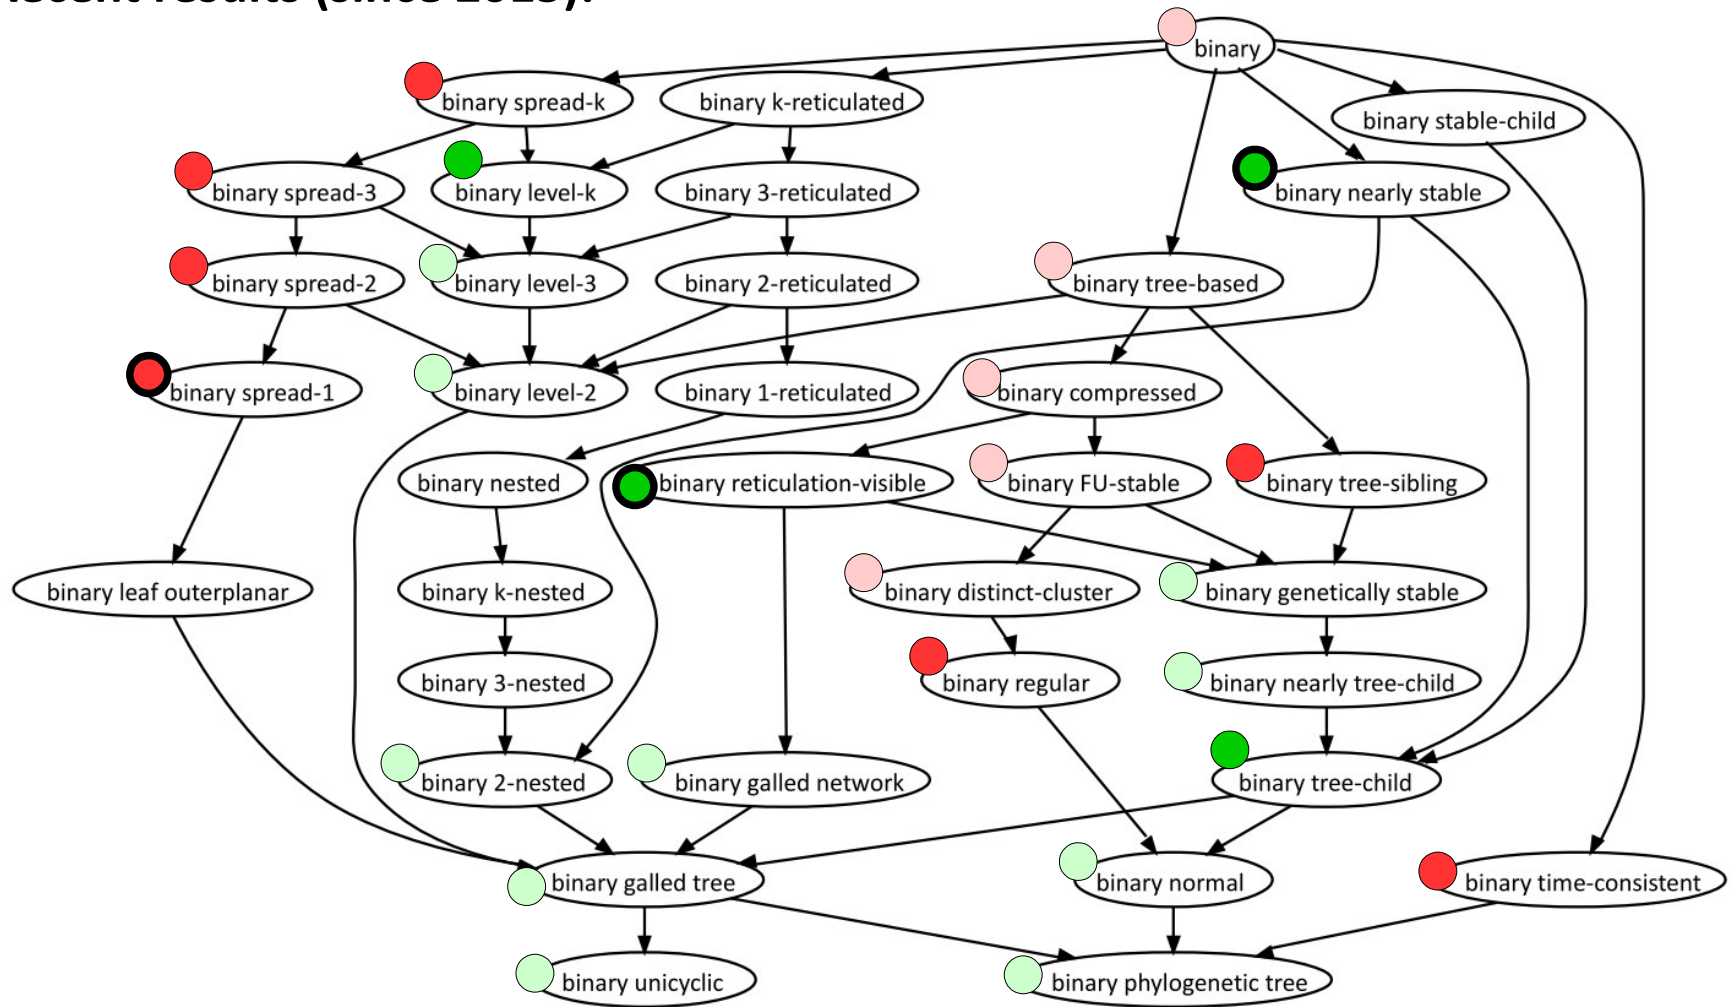 recent results (since 2015):
binary
binary spread-k
binary k-reticulated
binary stable-child
binary spread-3
binary level-k
binary 3-reticulated
binary nearly stable
binary spread-2
binary level-3
binary 2-reticulated
binary tree-based
binary spread-1
binary level-2
binary 1-reticulated
binary compressed
binary nested
binary reticulation-visible
binary FU-stable
binary tree-sibling
binary leaf outerplanar
binary k-nested
binary distinct-cluster
binary genetically stable
binary 3-nested
binary regular
binary nearly tree-child
binary 2-nested
binary galled network
binary tree-child
binary galled tree
binary normal
binary time-consistent
binary unicyclic
binary phylogenetic tree